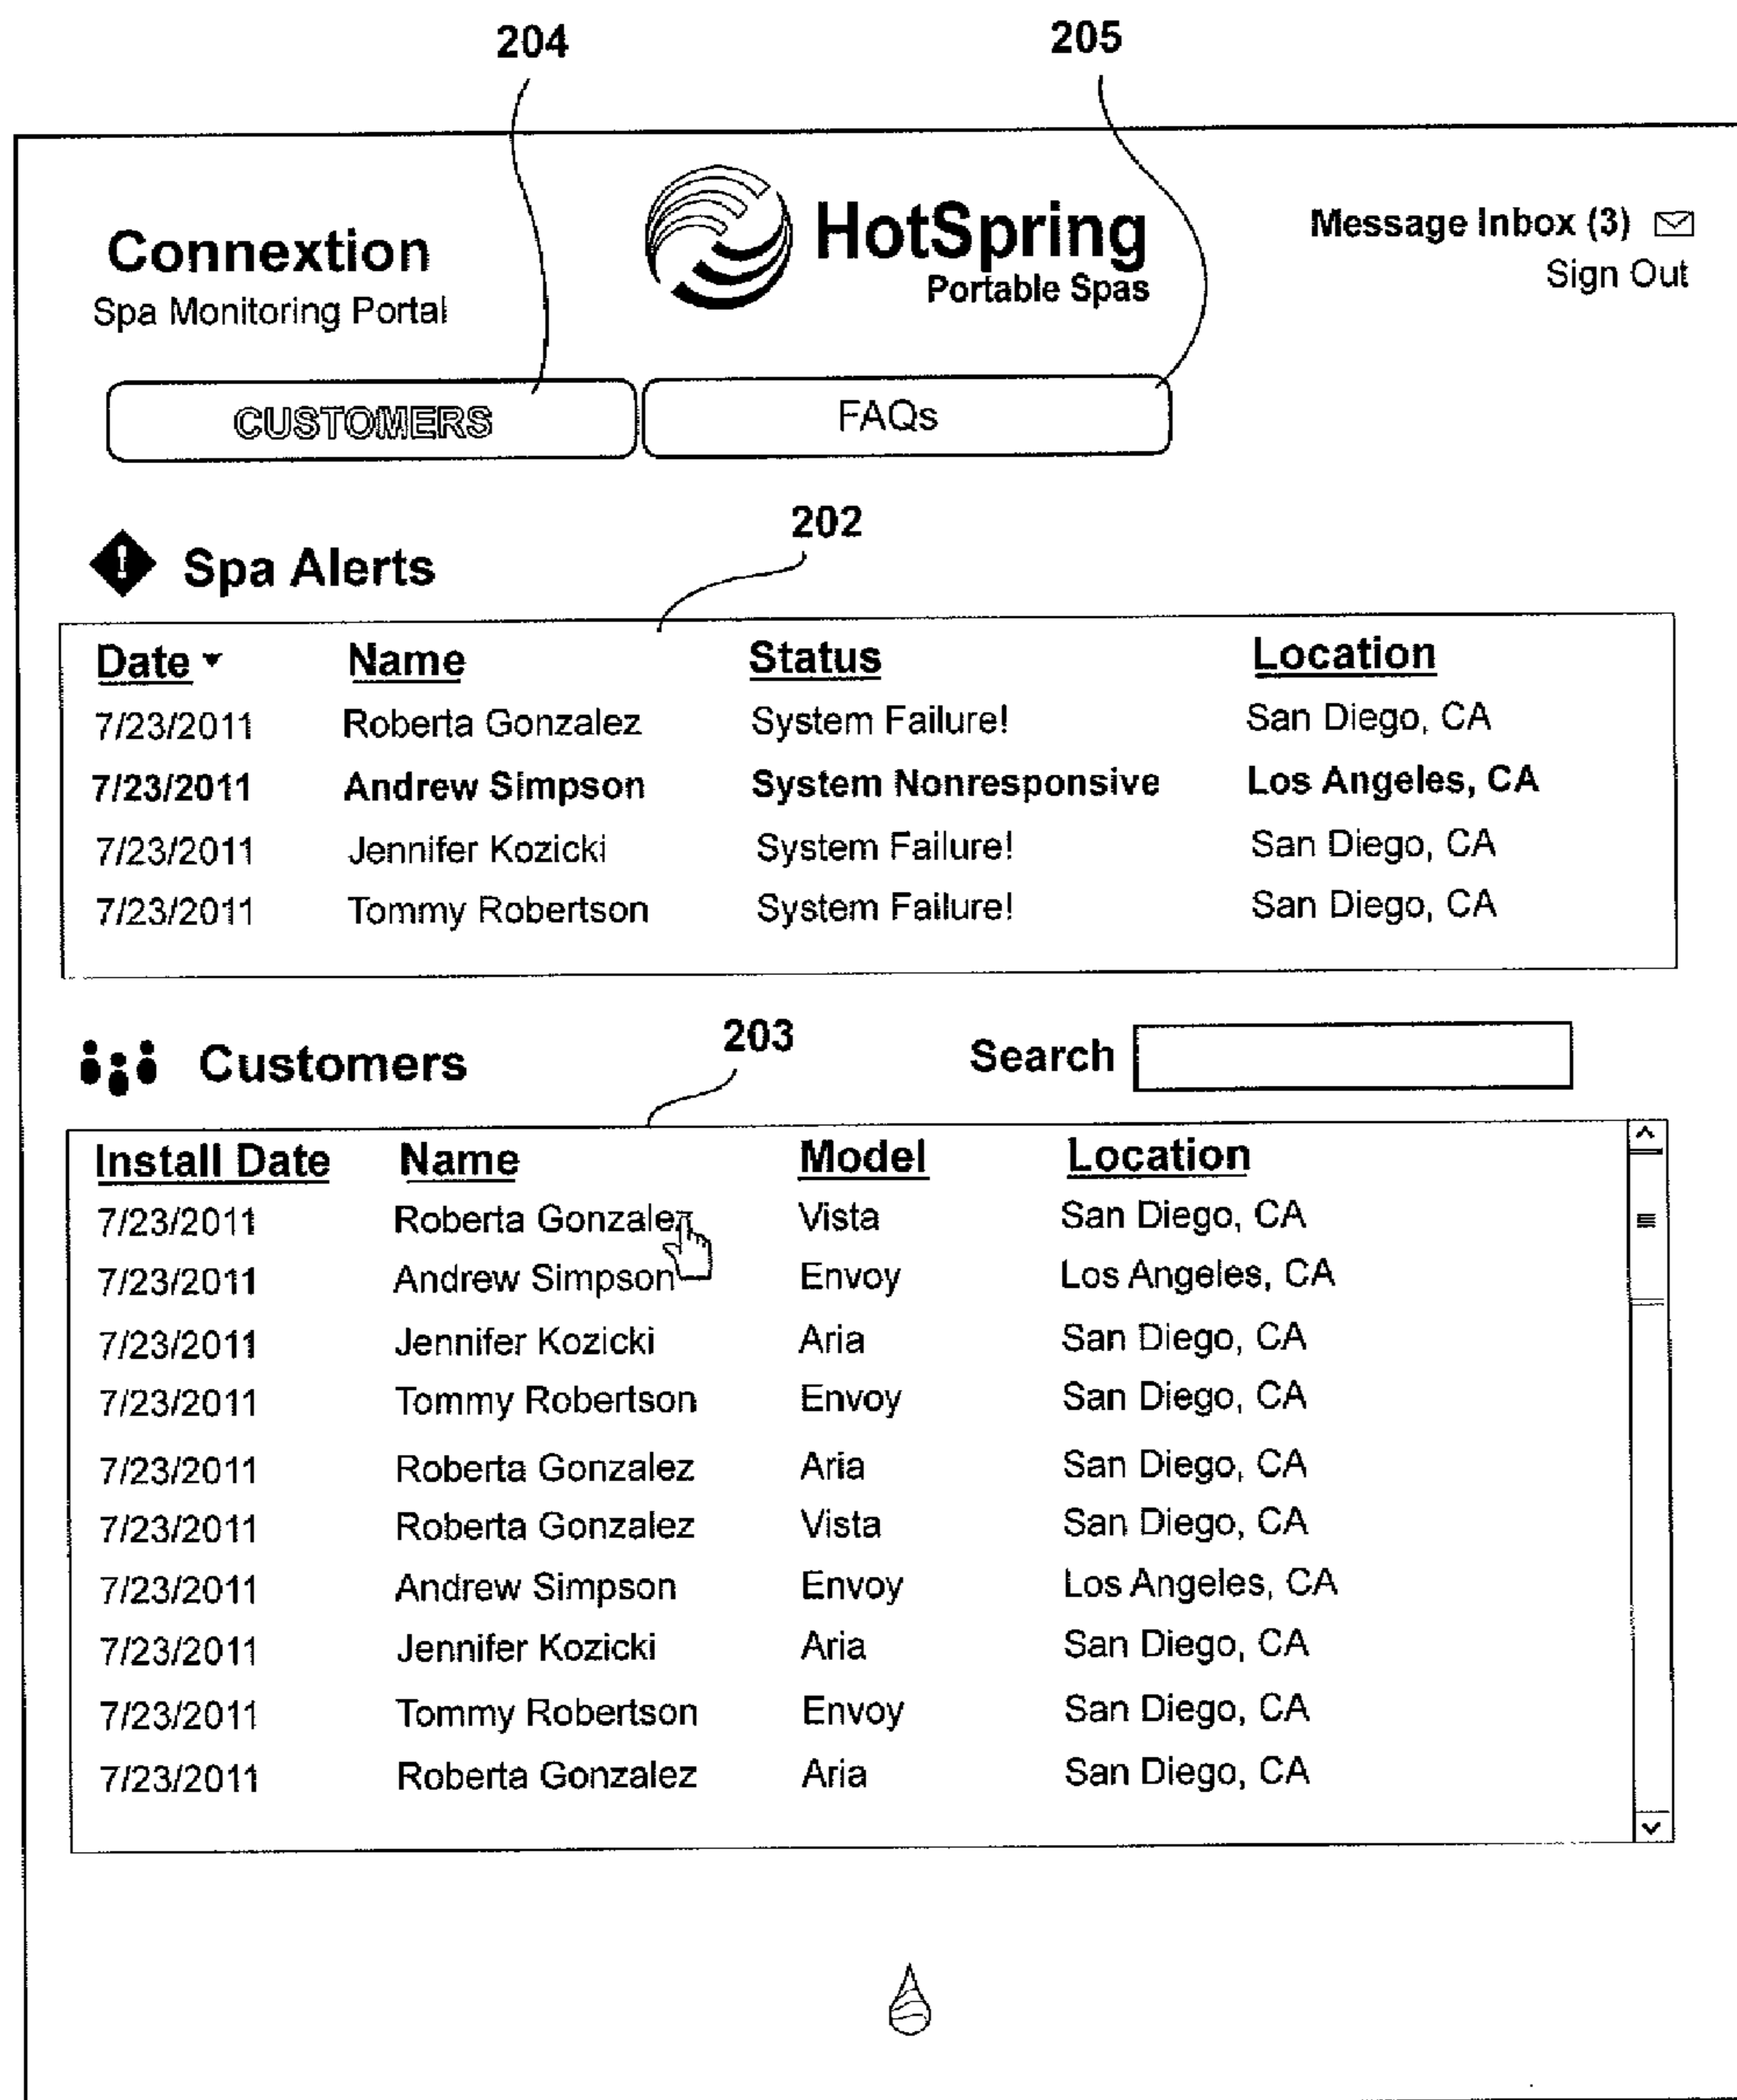 204 205
Connextion
Spa Monitoring Portal
HotSpring
Portable Spas
Message Inbox (3)
Sign Out
CUSTOMERS FAQs
202
Spa Alerts
Date Name Status Location
7/23/2011 Roberta Gonzalez System Failure! San Diego, CA
7/23/2011 Andrew Simpson System Nonresponsive Los Angeles, CA
7/23/2011 Jennifer Kozicki System Failure! San Diego, CA
7/23/2011 Tommy Robertson System Failure! San Diego, CA
203
Customers Search
Install Date Name Model Location
7/23/2011 Roberta Gonzalez Vista San Diego, CA
7/23/2011 Andrew Simpson Envoy Los Angeles, CA
7/23/2011 Jennifer Kozicki Aria San Diego, CA
7/23/2011 Tommy Robertson Envoy San Diego, CA
7/23/2011 Roberta Gonzalez Aria San Diego, CA
7/23/2011 Roberta Gonzalez Vista San Diego, CA
7/23/2011 Andrew Simpson Envoy Los Angeles, CA
7/23/2011 Jennifer Kozicki Aria San Diego, CA
7/23/2011 Tommy Robertson Envoy San Diego, CA
7/23/2011 Roberta Gonzalez Aria San Diego, CA